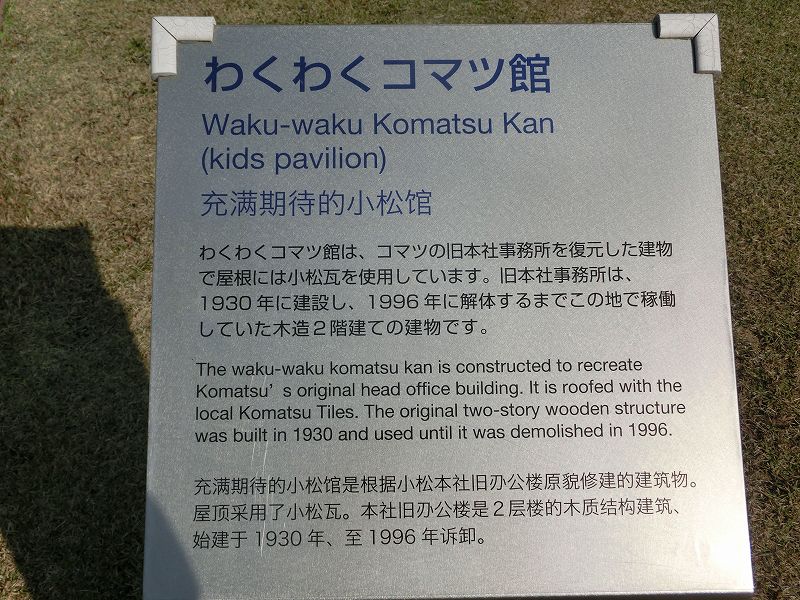 わくわくコマツ館
Waku-waku Komatsu Kan
(kids pavilion)
充满期待的小松馆
わくわくコマツ館は、コマツの旧本社事務所を復元した建物
で屋根には小松瓦を使用しています。旧本社事務所は、
1930年に建設し、1996年に解体するまでこの地で稼働
していた木造2階建ての建物です。
The waku-waku komatsu kan is constructed to recreate
Komatsu’s original head office building. It is roofed with the
local Komatsu Tiles. The original two-story wooden structure
was built in 1930 and used until it was demolished in 1996.
充满期待的小松馆是根据小松本社旧办公楼原貌修建的建筑物。
屋顶采用了小松瓦。本社旧办公楼是2层楼的木质结构建筑、
始建于1930年、至1996年诉卸。